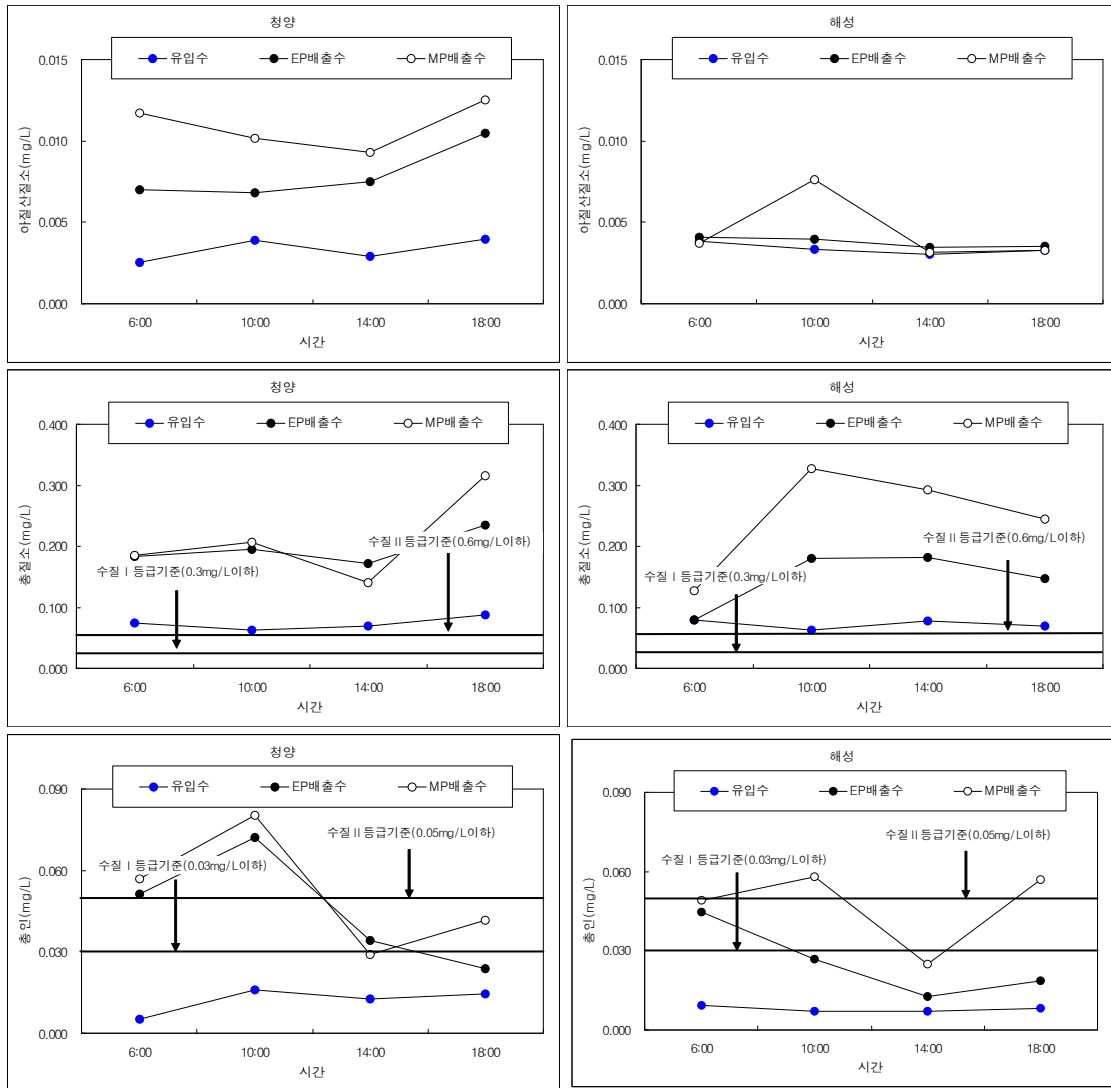 청양
유입수 EP배출수 MP배출수
아질산질소(mg/L)
0.015
0.010
0.005
0.000
6:00 10:00 14:00 18:00
시간
해성
유입수 EP배출수 MP배출수
아질산질소(mg/L)
0.015
0.010
0.005
0.000
6:00 10:00 14:00 18:00
시간
청양
유입수 EP배출수 MP배출수
총질소(mg/L)
0.400
0.300
0.200
0.100
0.000
수질Ⅱ등급기준(0.6mg/L이하)
수질Ⅰ등급기준(0.3mg/L이하)
6:00 10:00 14:00 18:00
시간
해성
유입수 EP배출수 MP배출수
총질소(mg/L)
0.400
0.300
0.200
0.100
0.000
수질Ⅱ등급기준(0.6mg/L이하)
수질Ⅰ등급기준(0.3mg/L이하)
6:00 10:00 14:00 18:00
시간
청양
유입수 EP배출수 MP배출수
총인(mg/L)
0.090
0.060
0.030
0.000
수질Ⅱ등급기준(0.05mg/L이하)
수질Ⅰ등급기준(0.03mg/L이하)
6:00 10:00 14:00 18:00
시간
해성
유입수 EP배출수 MP배출수
총인(mg/L)
0.090
0.060
0.030
0.000
수질Ⅱ등급기준(0.05mg/L이하)
수질Ⅰ등급기준(0.03mg/L이하)
6:00 10:00 14:00 18:00
시간